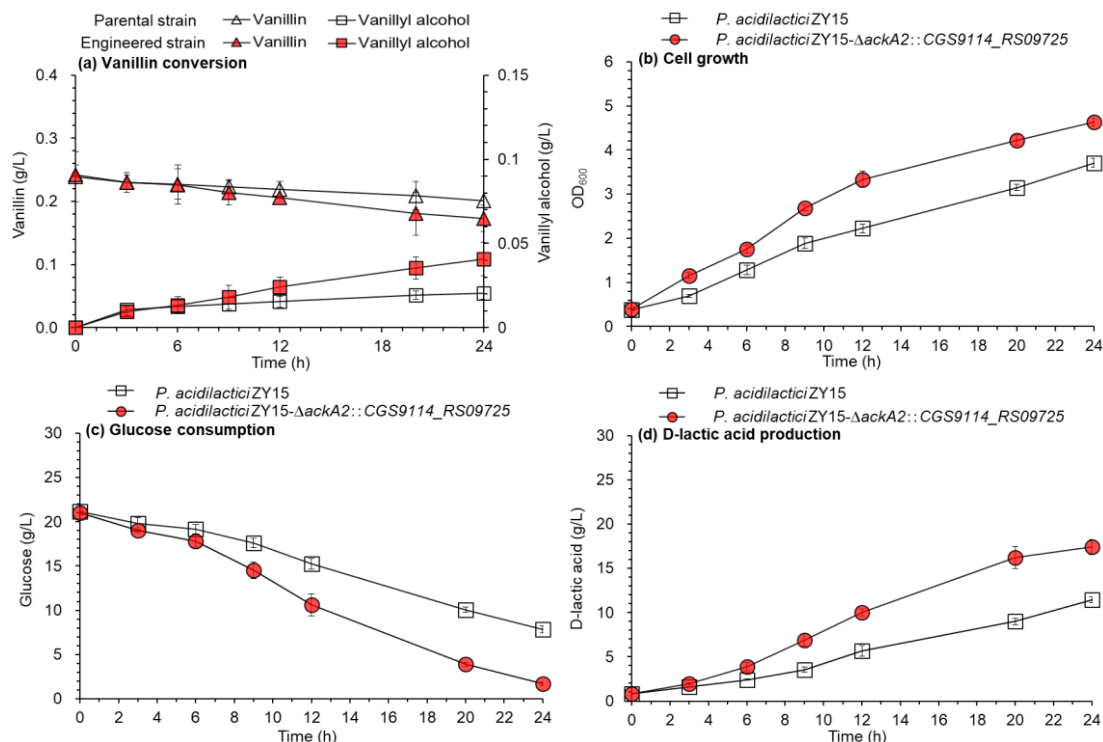 Parental strain Vanillin Vanillyl alcohol
Engineered strain Vanillin Vanillyl alcohol
(a) Vanillin conversion
0.4
0.3
0.2
0.1
0.0
Vanillin (g/L)
0.15
0.1
0.05
0
Vanillyl alcohol (g/L)
0 6 12 18 24
Time (h)
P. acidilactici ZY15
P. acidilactici ZY15-ΔackA2::CGS9114_RS09725
(b) Cell growth
6
5
4
3
2
1
0
OD600
0 2 4 6 8 10 12 14 16 18 20 22 24
Time (h)
P. acidilactici ZY15
P. acidilactici ZY15-ΔackA2::CGS9114_RS09725
(c) Glucose consumption
30
25
20
15
10
5
0
Glucose (g/L)
0 2 4 6 8 10 12 14 16 18 20 22 24
Time (h)
P. acidilactici ZY15
P. acidilactici ZY15-ΔackA2::CGS9114_RS09725
(d) D-lactic acid production
30
25
20
15
10
5
0
D-lactic acid (g/L)
0 2 4 6 8 10 12 14 16 18 20 22 24
Time (h)